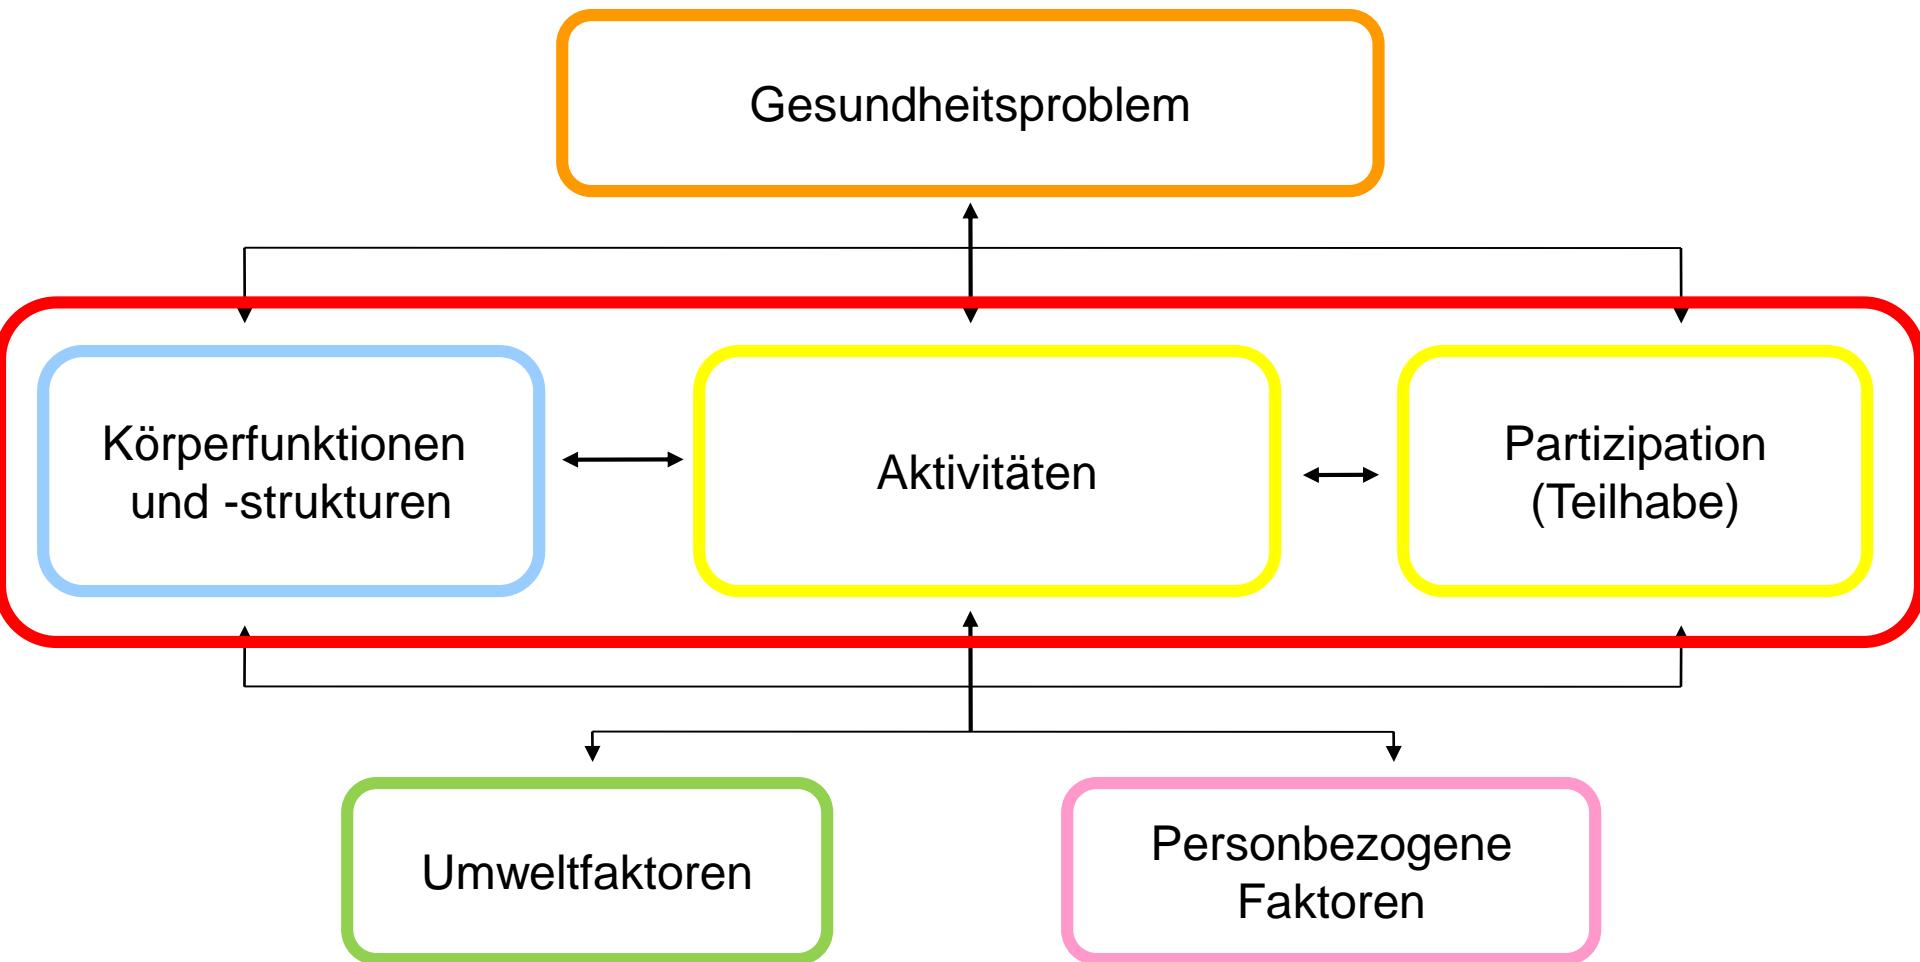 Gesundheitsproblem
Körperfunktionen
und -strukturen
Aktivitäten
Partizipation
(Teilhabe)
Umweltfaktoren
Personbezogene
Faktoren